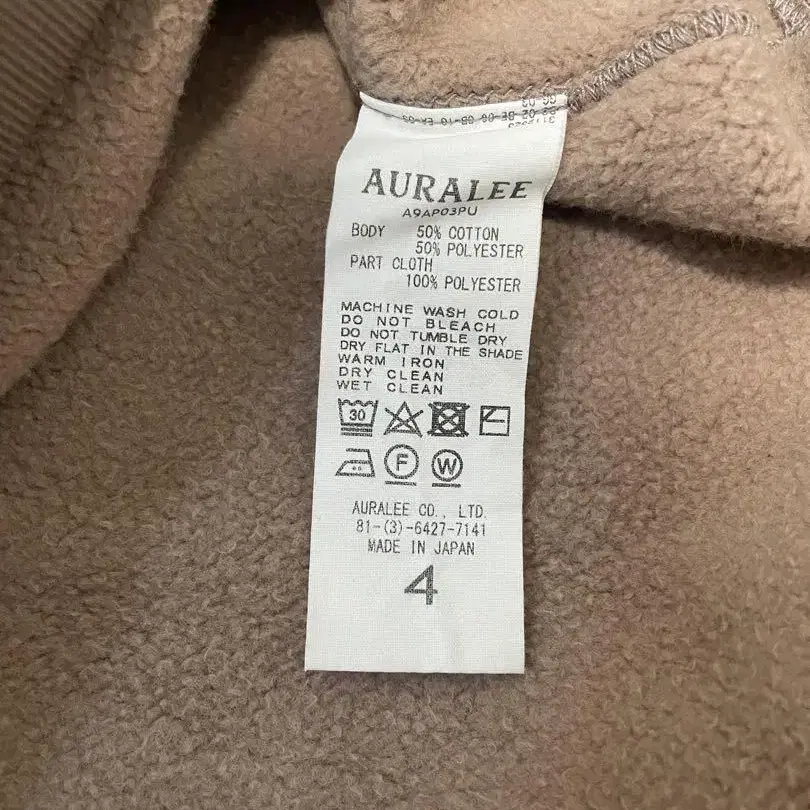 AURALEE
A9AP03PU
BODY 50% COTTON
50% POLYESTER
PART CLOTH
100% POLYESTER
MACHINE WASH COLD
DO NOT BLEACH
DO NOT TUMBLE DRY
DRY FLAT IN THE SHADE
WARM IRON
DRY CLEAN
WET CLEAN
30
F W
AURALEE CO., LTD.
81-(3)-6427-7141
MADE IN JAPAN
4